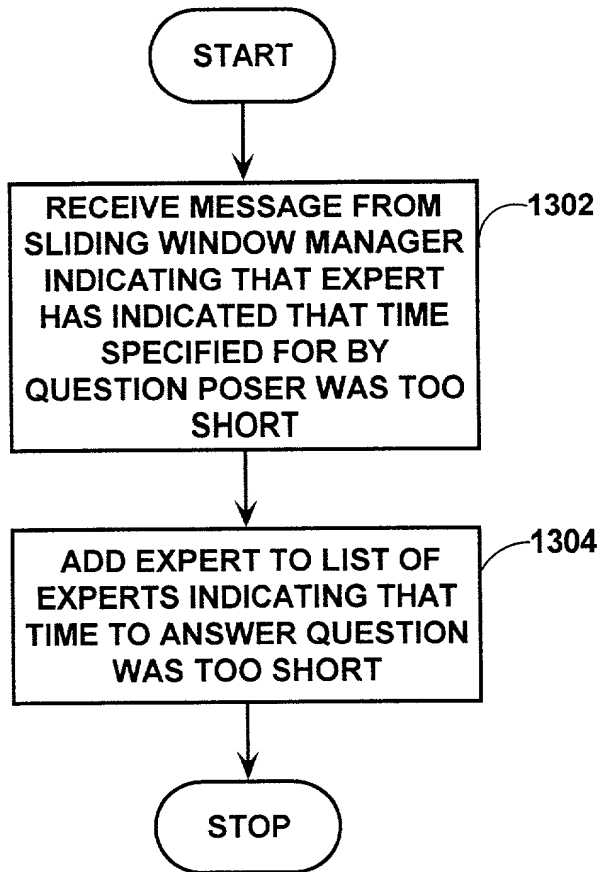 START
RECEIVE MESSAGE FROM
SLIDING WINDOW MANAGER
INDICATING THAT EXPERT
HAS INDICATED THAT TIME
SPECIFIED FOR BY
QUESTION POSER WAS TOO
SHORT
1302
ADD EXPERT TO LIST OF
EXPERTS INDICATING THAT
TIME TO ANSWER QUESTION
WAS TOO SHORT
1304
STOP